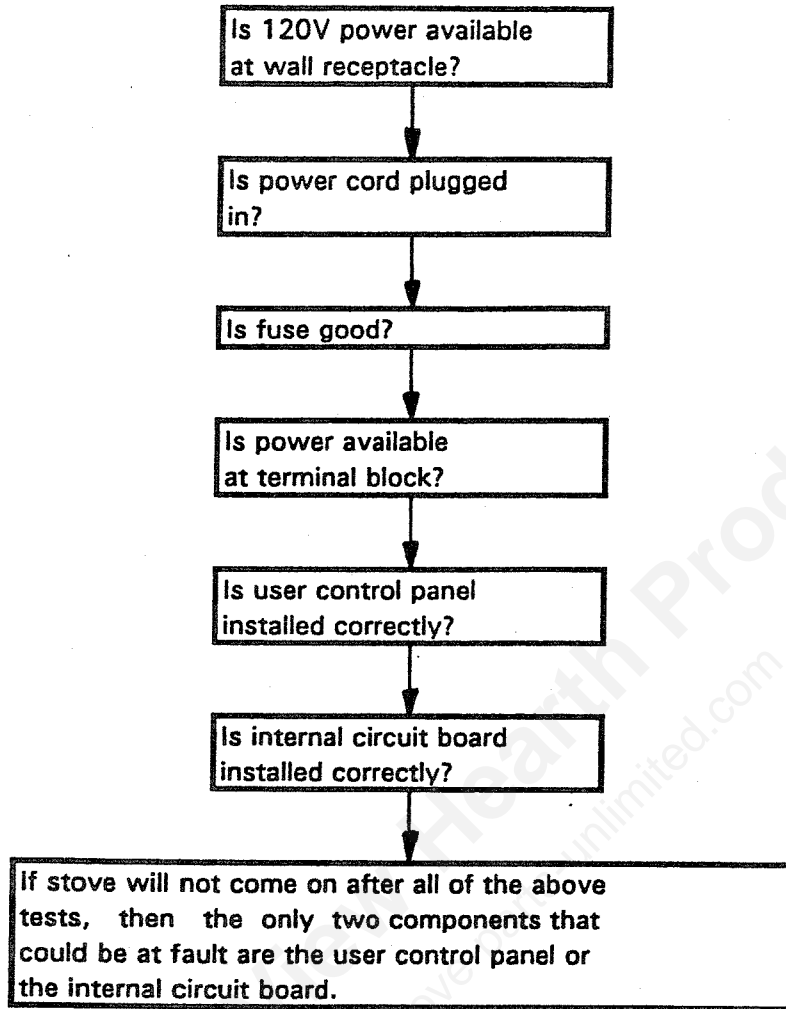 Is 120V power available
at wall receptacle?
Is power cord plugged
in?
Is fuse good?
Is power available
at terminal block?
Is user control panel
installed correctly?
Is internal circuit board
installed correctly?
If stove will not come on after all of the above
tests, then the only two components that
could be at fault are the user control panel or
the internal circuit board.